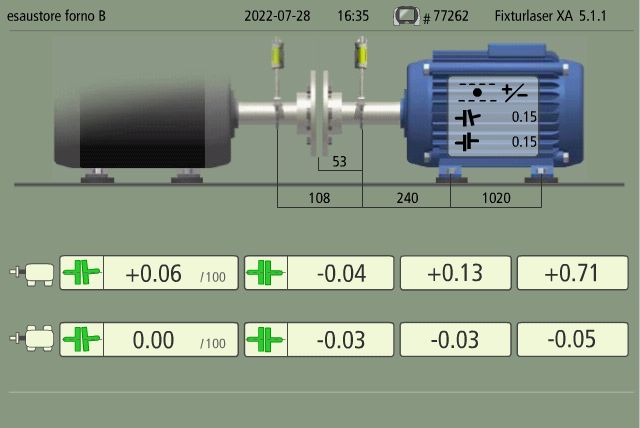 esaustore forno B 2022-07-28 16:35 # 77262 Fixturlaser XA 5.1.1
+/-
0.15
0.15
53
108 240 1020
+0.06 /100 -0.04 +0.13 +0.71
0.00 /100 -0.03 -0.03 -0.05